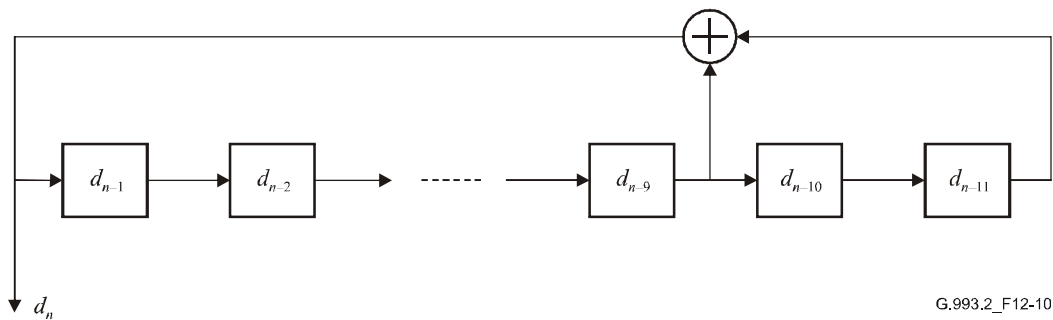 d_{n–1} d_{n–2} d_{n–9} d_{n–10} d_{n–11}
d_n
G.993.2_F12-10